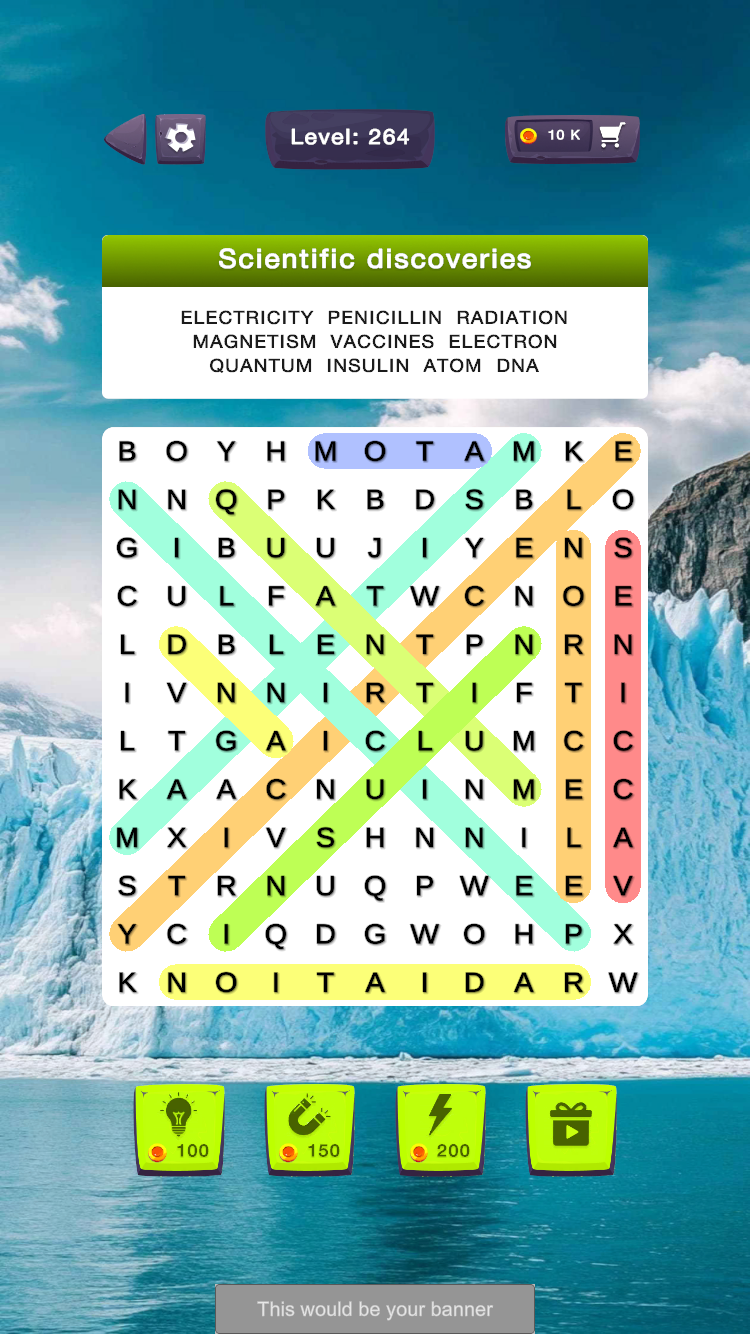 Level: 264
10 K
Scientific discoveries
ELECTRICITY PENICILLIN RADIATION
MAGNETISM VACCINES ELECTRON
QUANTUM INSULIN ATOM DNA
B O Y H M O T A M K E
N N Q P K B D S B L O
G I B U U J I Y E N S
C U L F A T W C N O E
L D B L E N T P N R N
I V N N I R T I F T I
L T G A I C L U M C C
K A A C N U I N M E C
M X I V S H N N I L A
S T R N U Q P W E E V
Y C I Q D G W O H P X
K N O I T A I D A R W
100 150 200
This would be your banner